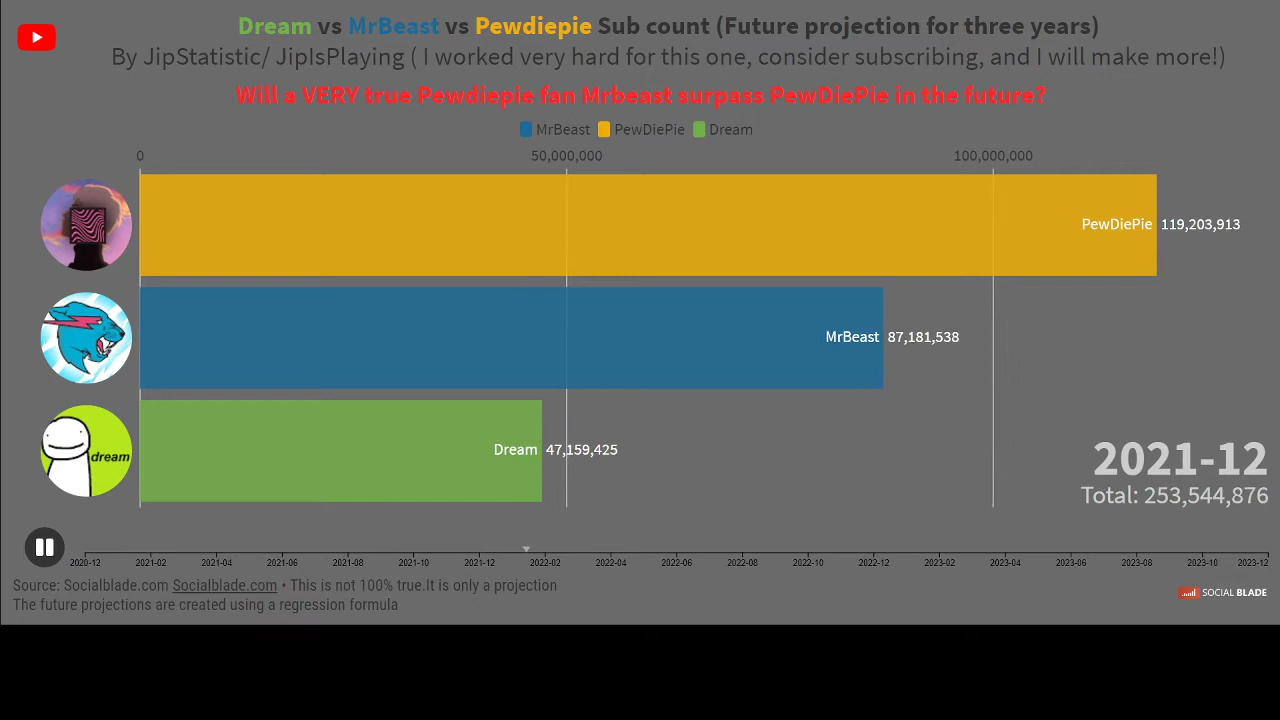 Dream vs MrBeast vs Pewdiepie Sub count (Future projection for three years)
By JipStatistic/ JipIsPlaying ( I worked very hard for this one, consider subscribing, and I will make more!)
Will a VERY true Pewdiepie fan Mrbeast surpass PewDiePie in the future?
MrBeast PewDiePie Dream
0 50,000,000 100,000,000
PewDiePie 119,203,913
MrBeast 87,181,538
dream
Dream 47,159,425
2021-12
Total: 253,544,876
2020-12 2021-02 2021-04 2021-06 2021-08 2021-10 2021-12 2022-02 2022-04 2022-06 2022-08 2022-10 2022-12 2023-02 2023-04 2023-06 2023-08 2023-10 2023-12
Source: Socialblade.com Socialblade.com • This is not 100% true.It is only a projection
The future projections are created using a regression formula
SOCIAL BLADE